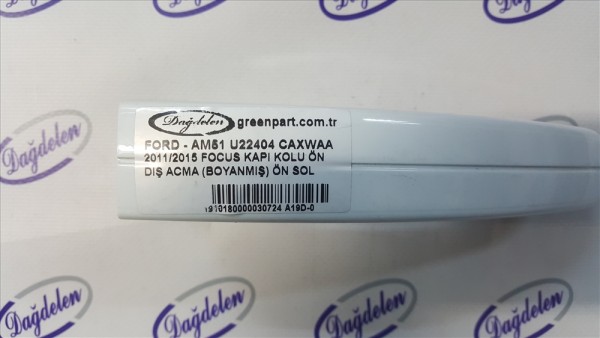 Dağdelen
Dağdelen
Dağdelen greenpart.com.tr
FORD - AM51 U22404 CAXWAA
2011/2015 FOCUS KAPI KOLU ÖN
DIŞ AÇMA (BOYANMIŞ) ÖN SOL
1910180000030724 A19D-0
Dağdelen
Dağdelen
Dağdelen
Dağdelen